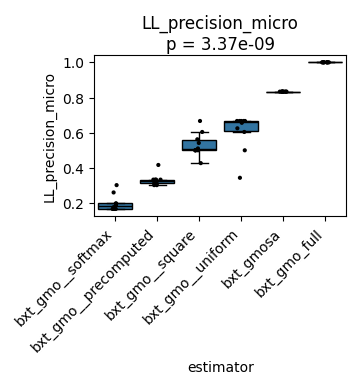 LL_precision_micro
p = 3.37e-09
LL_precision_micro
1.0
0.8
0.6
0.4
0.2
bxt_gmo__softmax
bxt_gmo__precomputed
bxt_gmo__square
bxt_gmo__uniform
bxt_gmosa
bxt_gmo_full
estimator